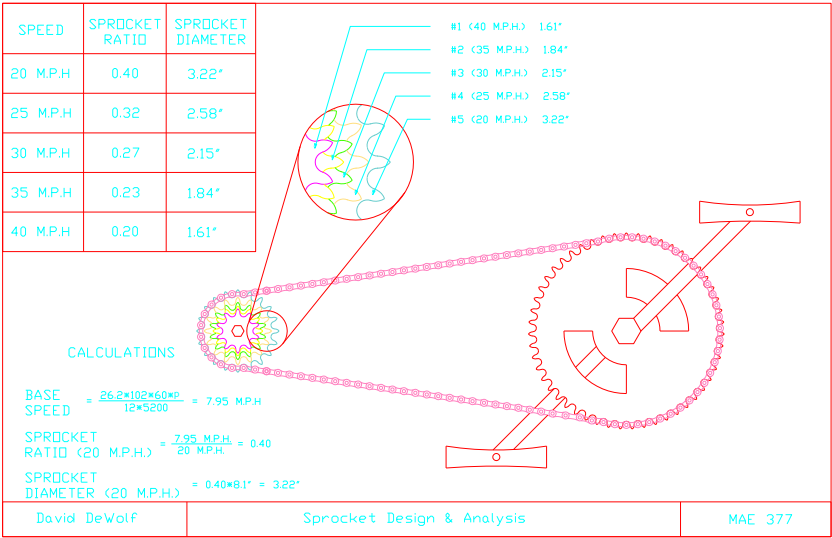 SPEED SPROCKET RATIO SPROCKET DIAMETER
20 M.P.H 0.40 3.22"
25 M.P.H 0.32 2.58"
30 M.P.H 0.27 2.15"
35 M.P.H 0.23 1.84"
40 M.P.H 0.20 1.61"
#1 (40 M.P.H.) 1.61"
#2 (35 M.P.H.) 1.84"
#3 (30 M.P.H.) 2.15"
#4 (25 M.P.H.) 2.58"
#5 (20 M.P.H.) 3.22"
CALCULATIONS
BASE SPEED = 26.2*102*60*P / 12*5200 = 7.95 M.P.H
SPROCKET RATIO (20 M.P.H.) = 7.95 M.P.H. / 20 M.P.H. = 0.40
SPROCKET DIAMETER (20 M.P.H.) = 0.40*8.1" = 3.22"
David DeWolf
Sprocket Design & Analysis
MAE 377